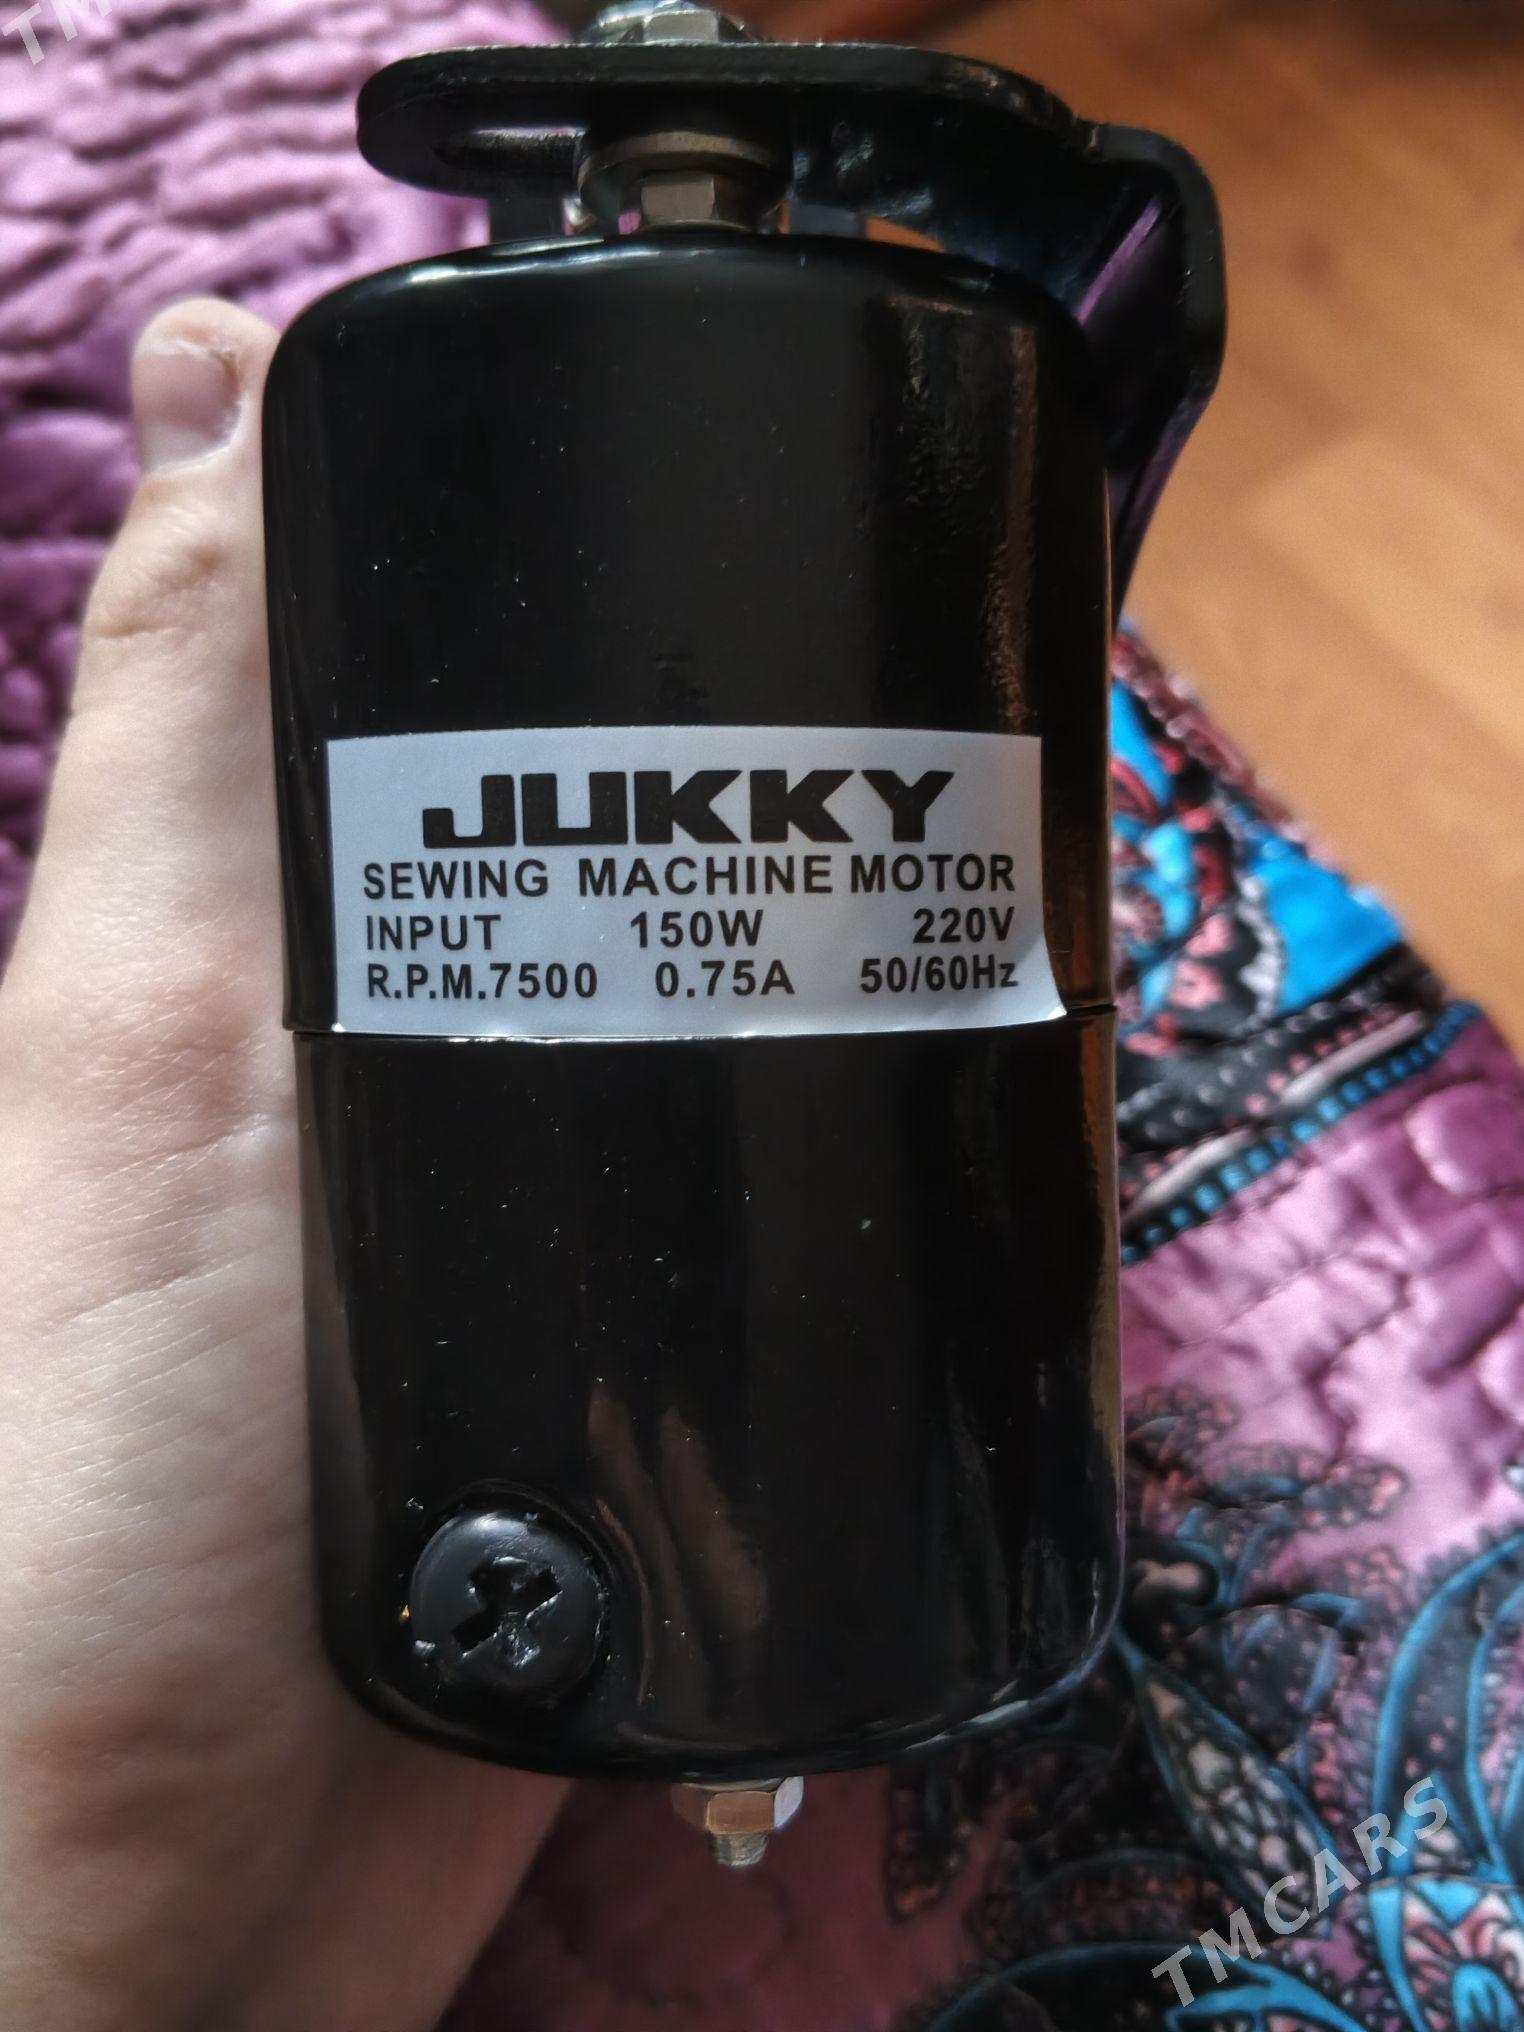 TM
JUKKY
SEWING MACHINE MOTOR
INPUT 150W 220V
R.P.M.7500 0.75A 50/60Hz
TMCARS